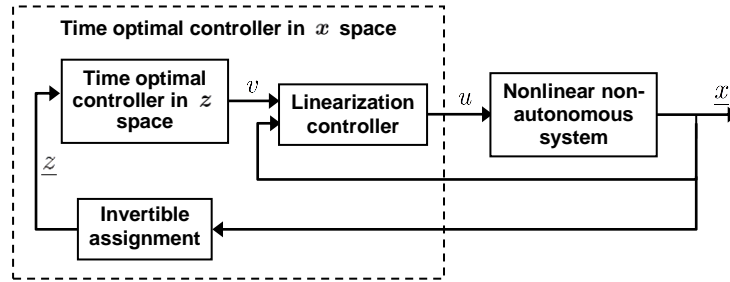 Time optimal controller in x space
Time optimal
controller in z
space
v
Linearization
controller
u
Nonlinear non-
autonomous
system
x
z
Invertible
assignment